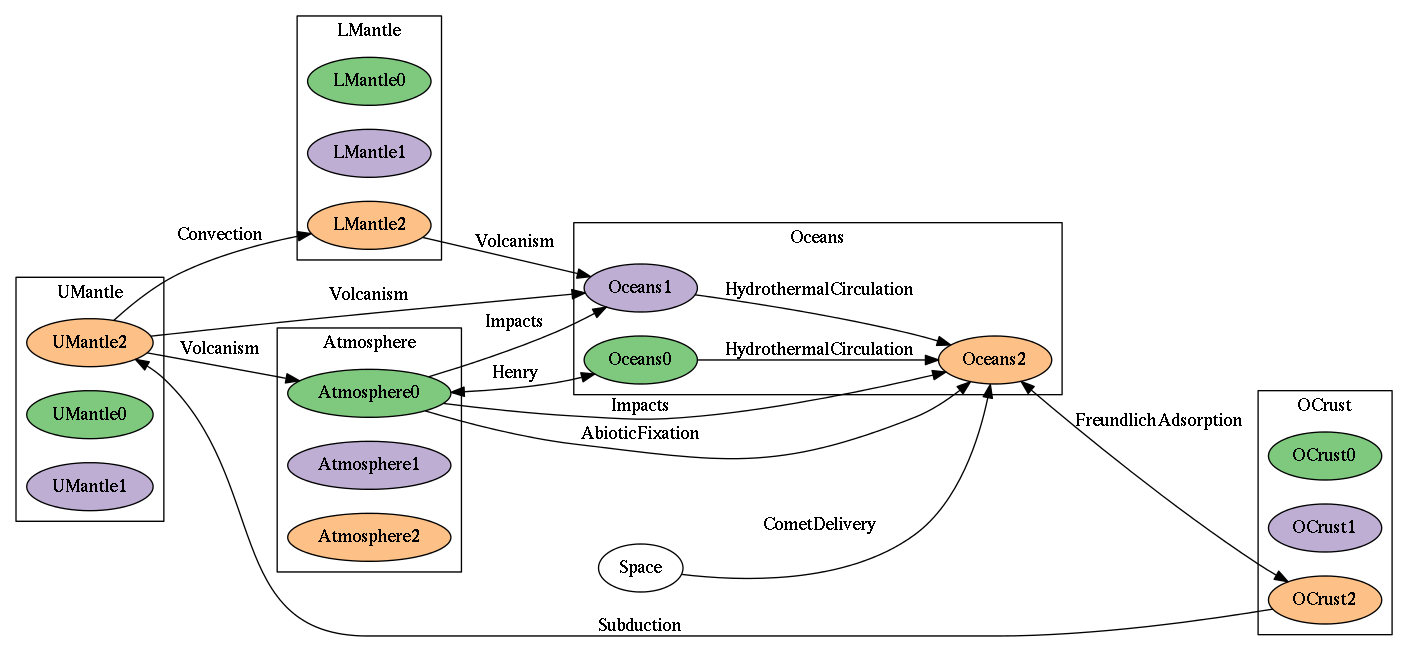 LMantle
LMantle0
LMantle1
LMantle2
Convection
Volcanism
Oceans
UMantle
Oceans1
HydrothermalCirculation
Volcanism
Impacts
UMantle2
Volcanism
Atmosphere
Oceans0
HydrothermalCirculation
Oceans2
Henry
Atmosphere0
Impacts
OCrust
UMantle0
AbioticFixation
FreundlichAdsorption
OCrust0
Atmosphere1
UMantle1
CometDelivery
OCrust1
Atmosphere2
Space
OCrust2
Subduction